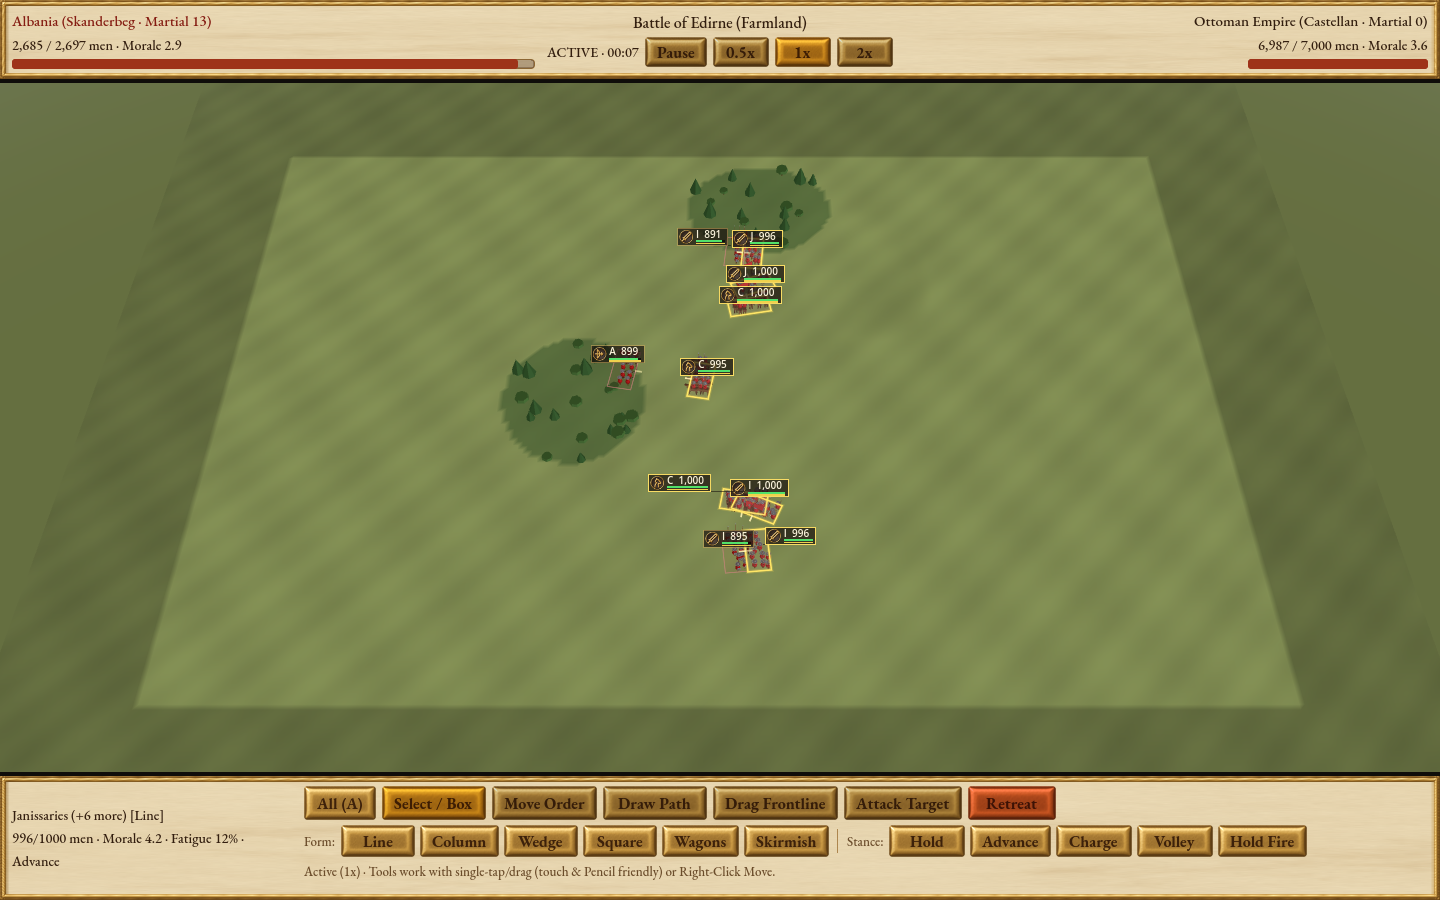 Albania (Skanderbeg · Martial 13)
2,685 / 2,697 men · Morale 2.9
Battle of Edirne (Farmland)
ACTIVE · 00:07
Pause
0.5x
1x
2x
Ottoman Empire (Castellan · Martial 0)
6,987 / 7,000 men · Morale 3.6
I 891
J 996
J 1,000
C 1,000
A 899
C 995
C 1,000
I 1,000
I 895
I 996
Janissaries (+6 more) [Line]
996/1000 men · Morale 4.2 · Fatigue 12% ·
Advance
All (A)
Select / Box
Move Order
Draw Path
Drag Frontline
Attack Target
Retreat
Form:
Line
Column
Wedge
Square
Wagons
Skirmish
Stance:
Hold
Advance
Charge
Volley
Hold Fire
Active (1x) · Tools work with single-tap/drag (touch & Pencil friendly) or Right-Click Move.